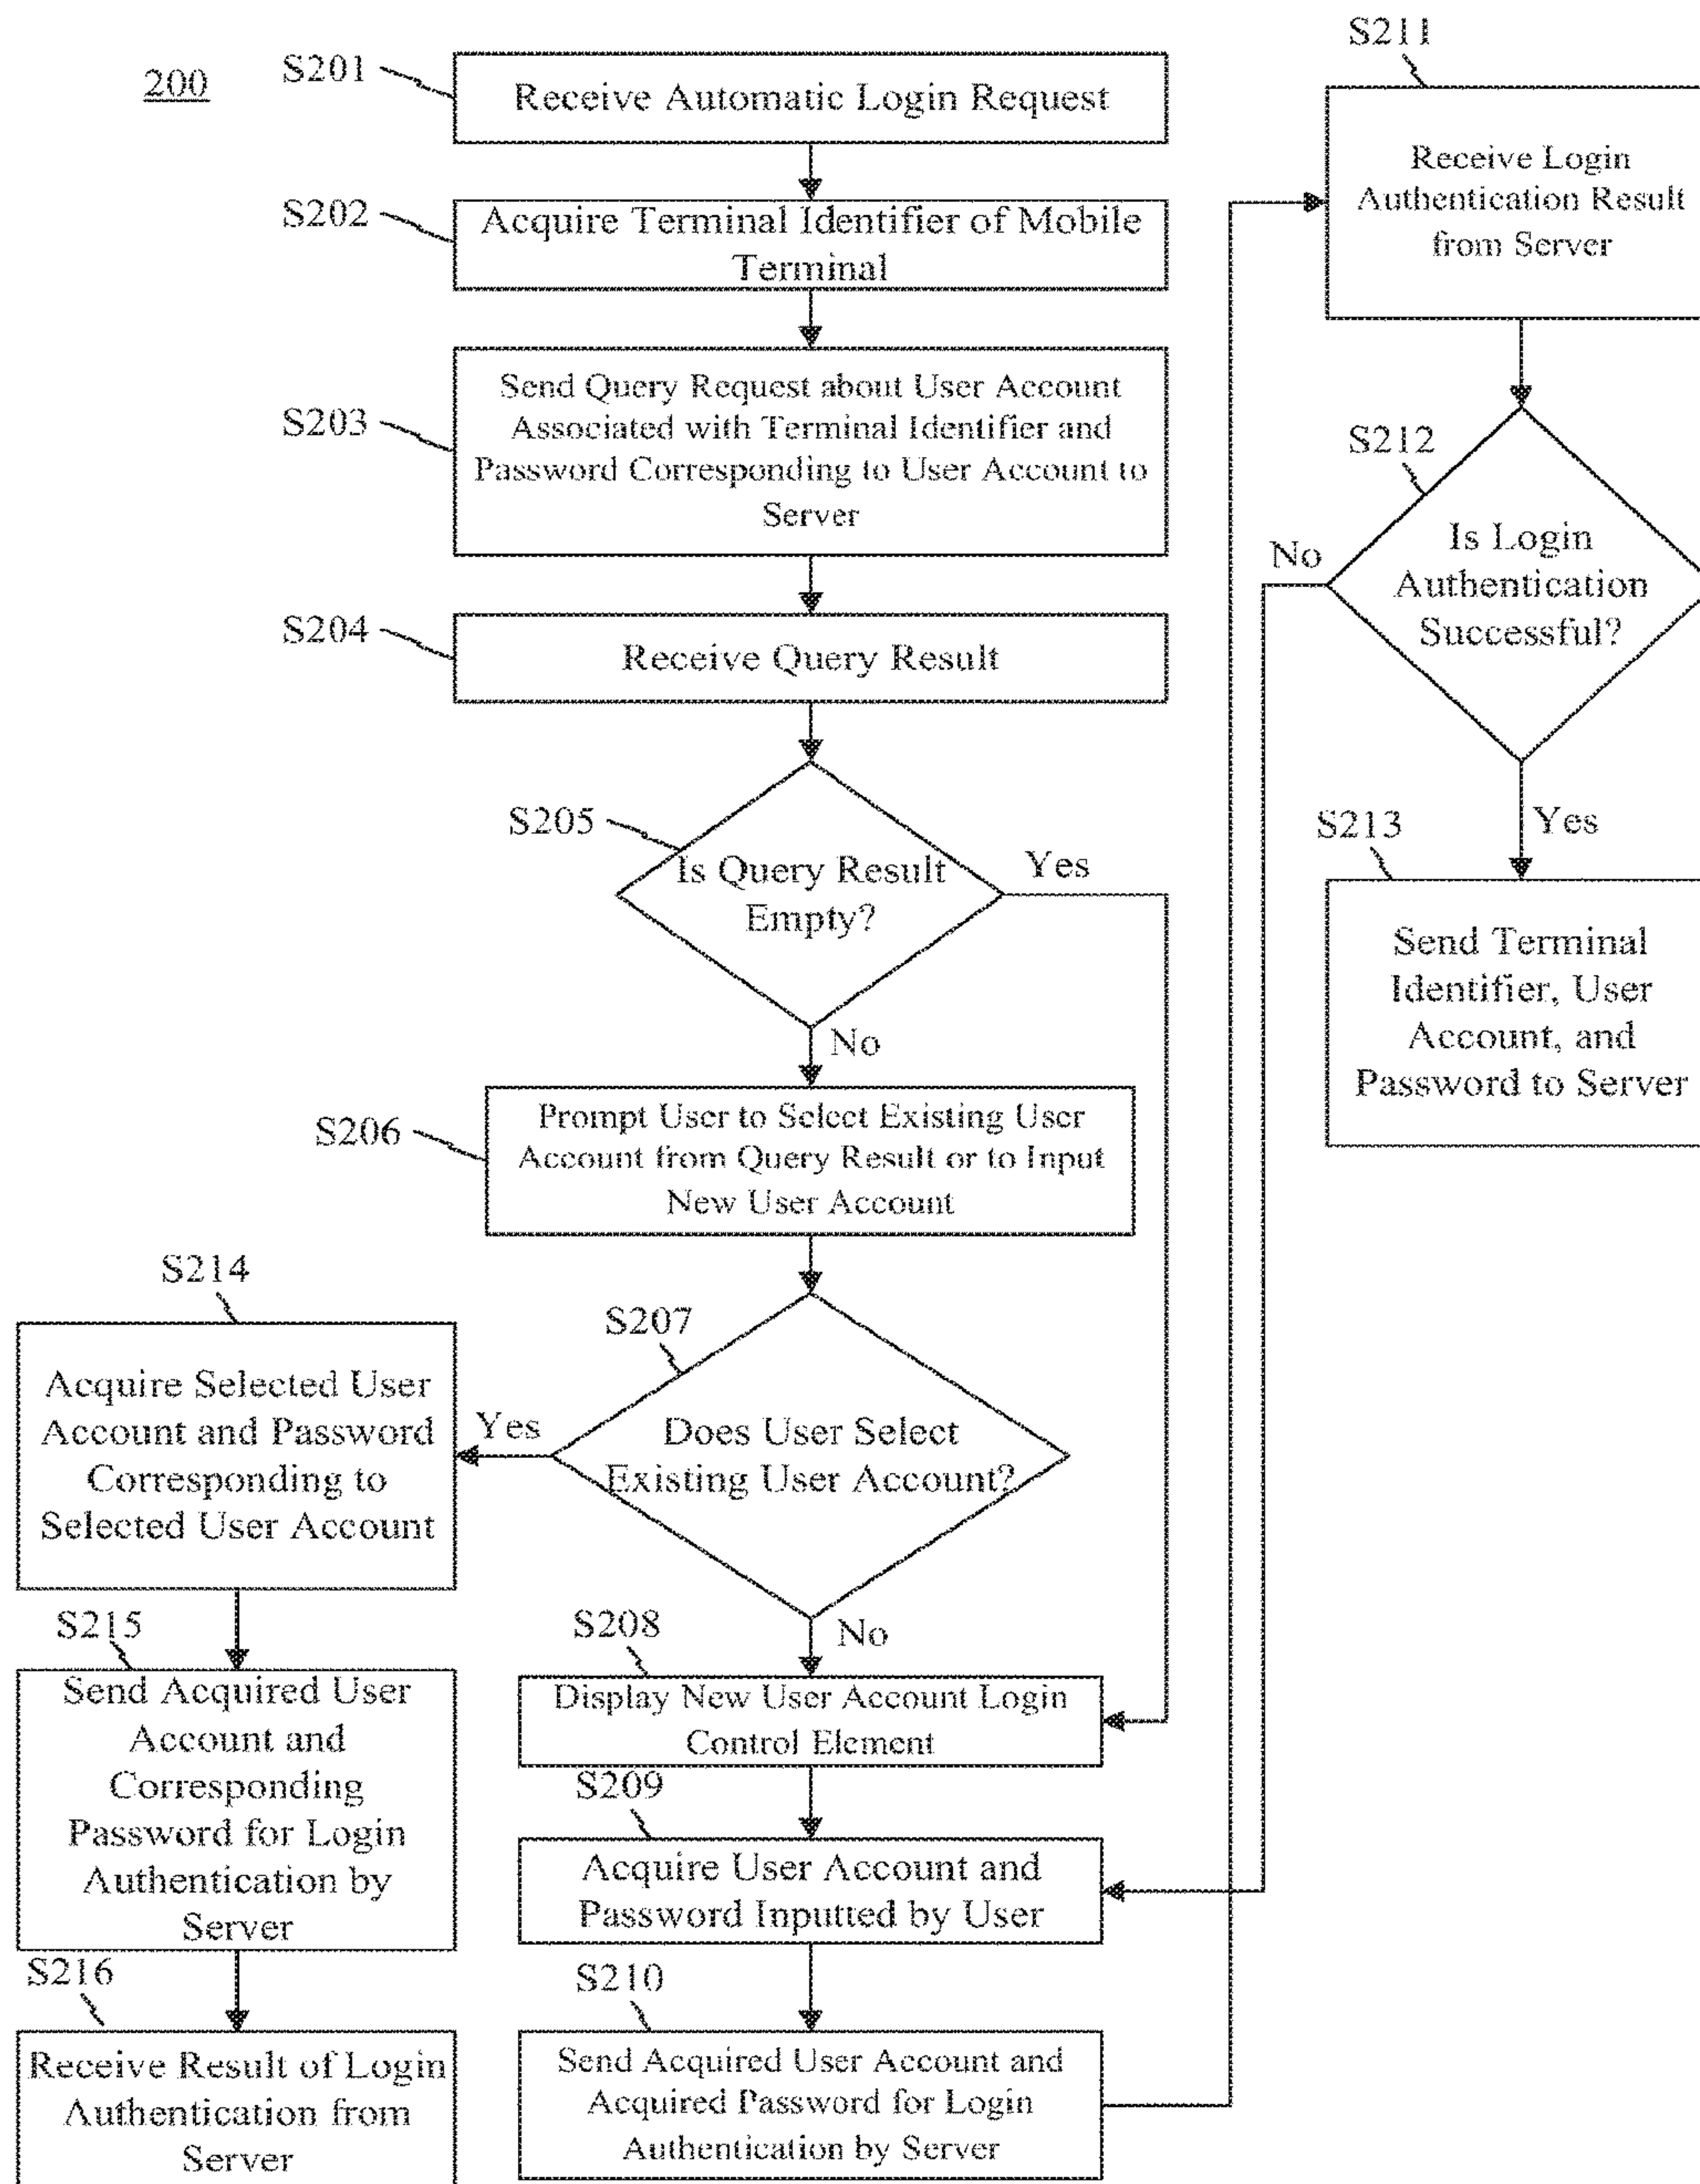 200
S201
Receive Automatic Login Request
S202
Acquire Terminal Identifier of Mobile
Terminal
S203
Send Query Request about User Account
Associated with Terminal Identifier and
Password Corresponding to User Account to
Server
S204
Receive Query Result
S205
Is Query Result
Empty?
Yes
No
S206
Prompt User to Select Existing User
Account from Query Result or to Input
New User Account
S207
Does User Select
Existing User Account?
Yes
No
S214
Acquire Selected User
Account and Password
Corresponding to
Selected User Account
S215
Send Acquired User
Account and
Corresponding
Password for Login
Authentication by
Server
S216
Receive Result of Login
Authentication from
Server
S208
Display New User Account Login
Control Element
S209
Acquire User Account and
Password Inputted by User
S210
Send Acquired User Account and
Acquired Password for Login
Authentication by Server
S211
Receive Login
Authentication Result
from Server
S212
Is Login
Authentication
Successful?
No
Yes
S213
Send Terminal
Identifier, User
Account, and
Password to Server